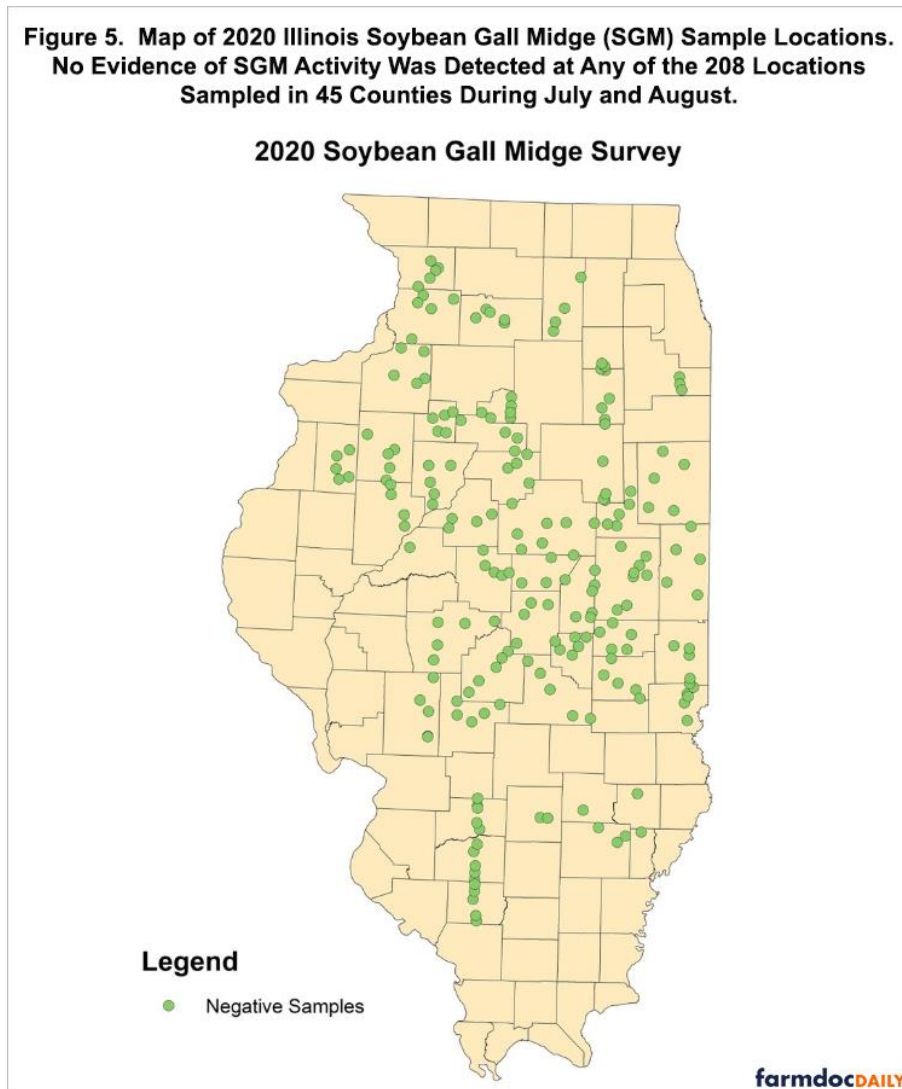 Figure 5.  Map of 2020 Illinois Soybean Gall Midge (SGM) Sample Locations.
No Evidence of SGM Activity Was Detected at Any of the 208 Locations
Sampled in 45 Counties During July and August.
2020 Soybean Gall Midge Survey
Legend
Negative Samples
farmdocDAILY